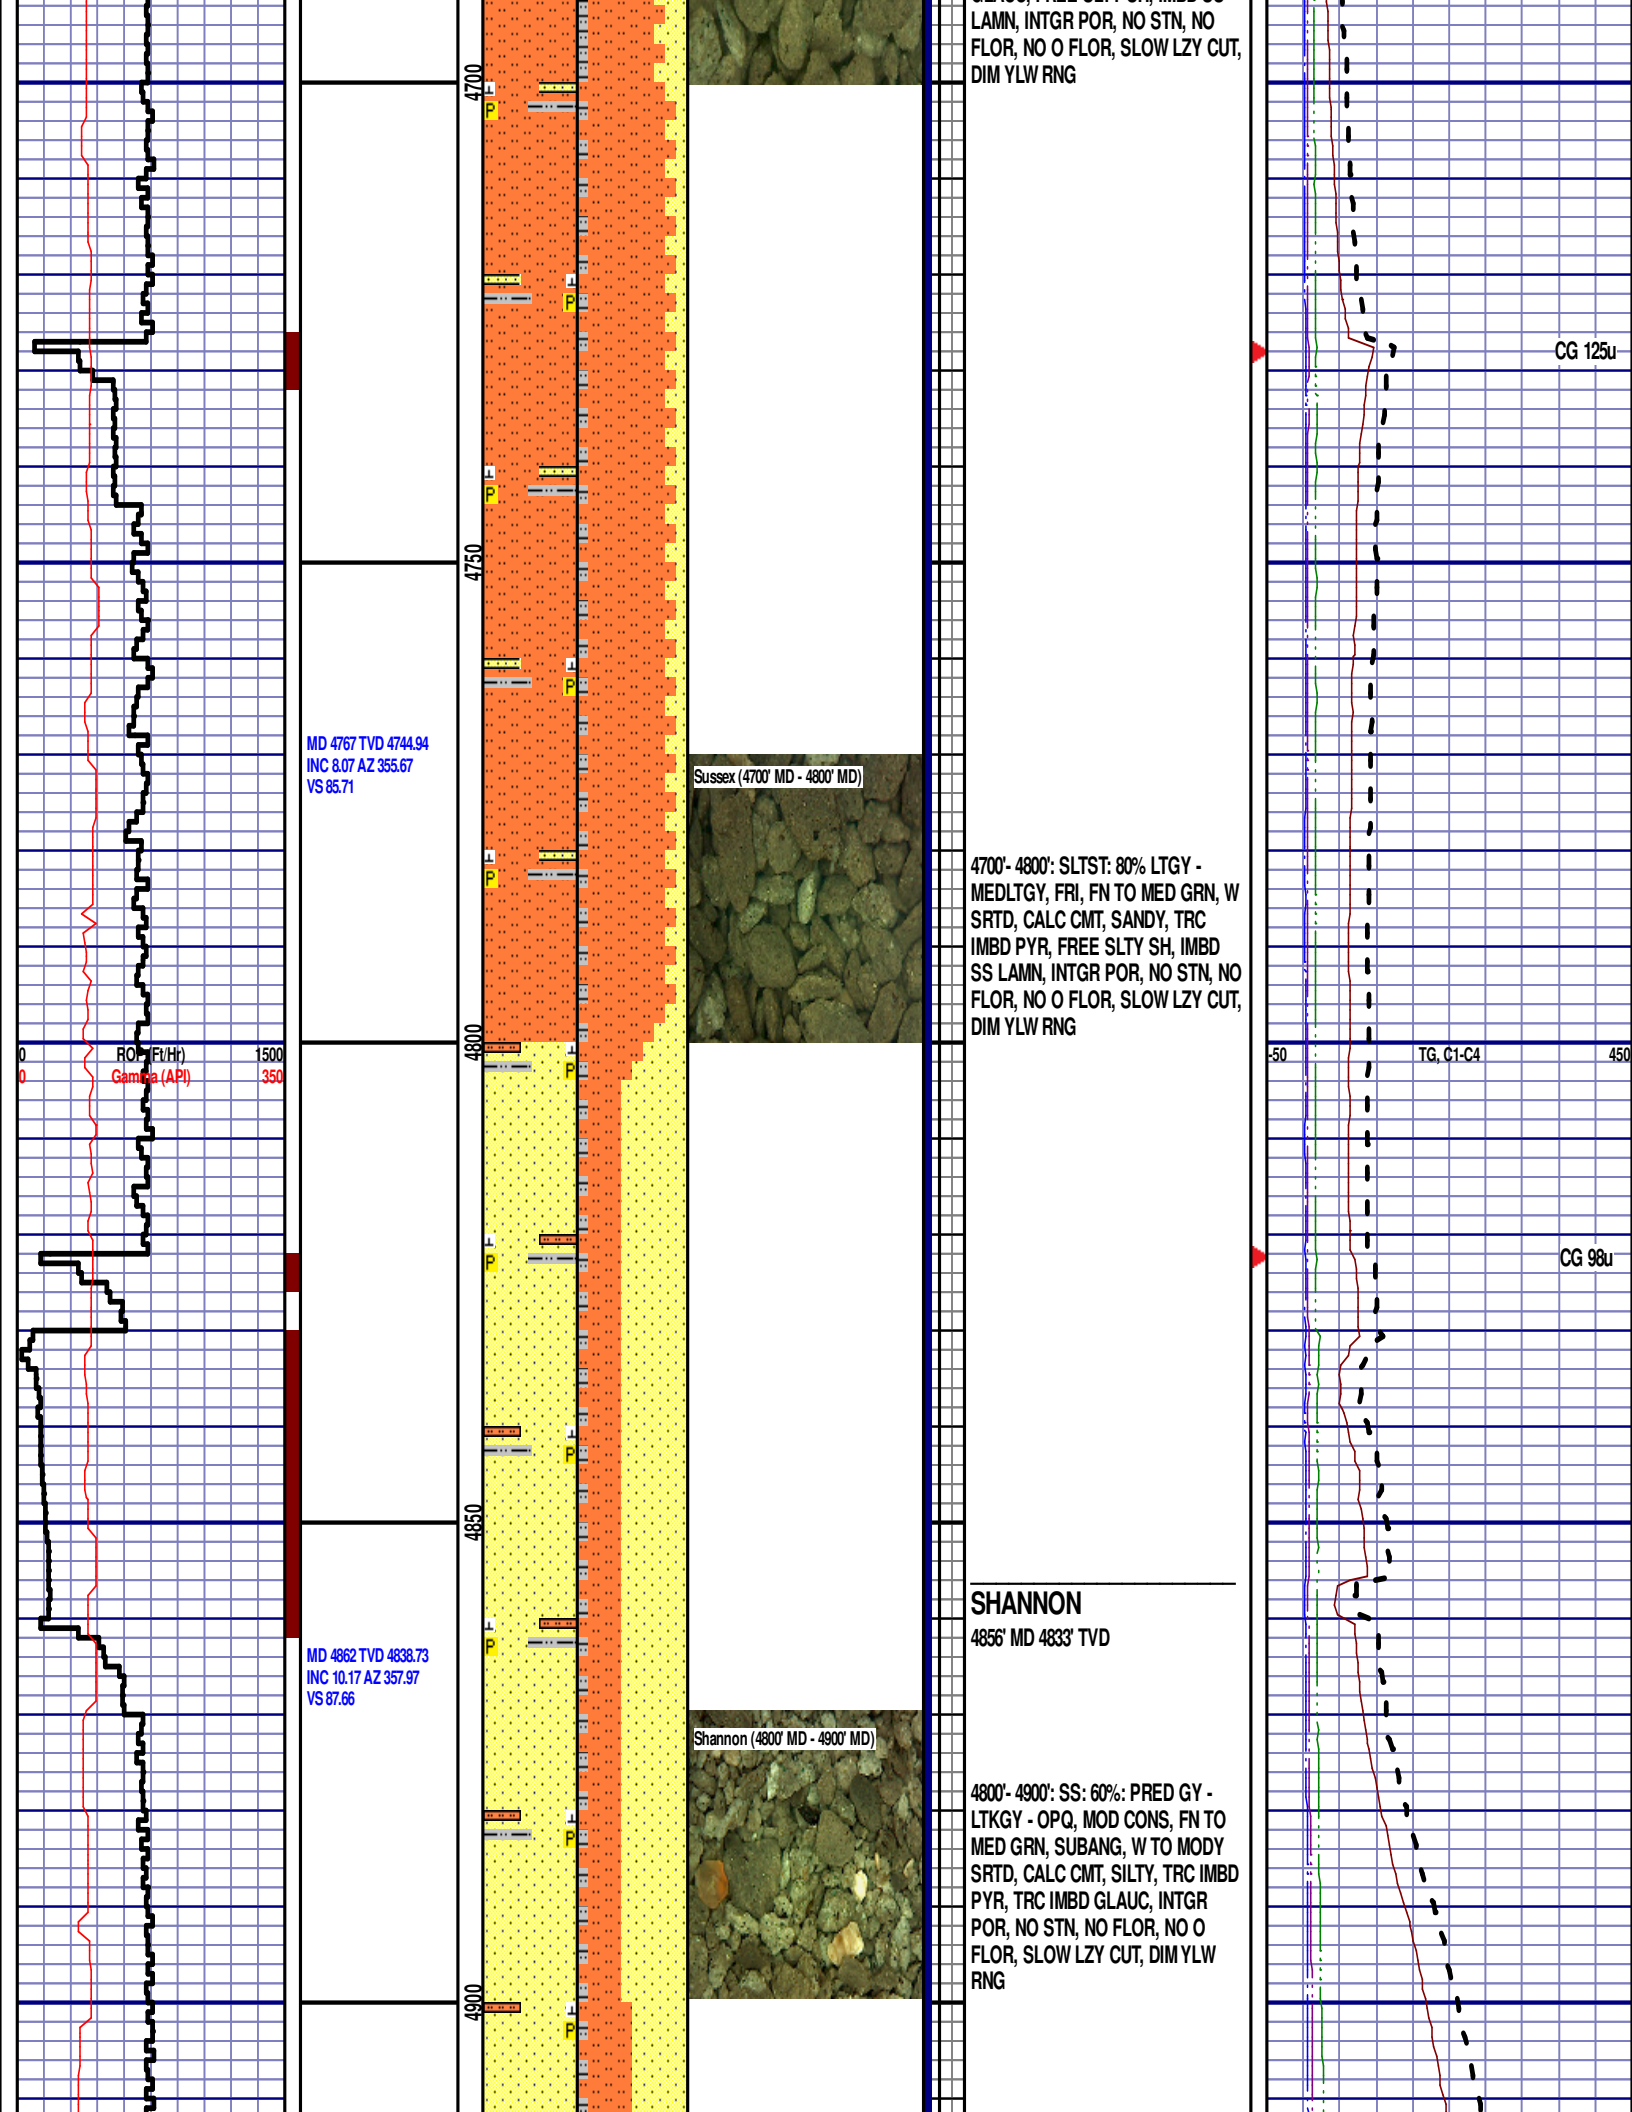 LAMN, INTGR POR, NO STN, NO
FLOR, NO O FLOR, SLOW LZY CUT,
DIM YLW RNG
4700
P
P
CG 125u
P
4750
P
MD 4767 TVD 4744.94
INC 8.07 AZ 355.67
VS 85.71
Sussex (4700' MD - 4800' MD)
P
4700'- 4800': SLTST: 80% LTGY -
MEDLTGY, FRI, FN TO MED GRN, W
SRTD, CALC CMT, SANDY, TRC
IMBD PYR, FREE SLTY SH, IMBD
SS LAMN, INTGR POR, NO STN, NO
FLOR, NO O FLOR, SLOW LZY CUT,
DIM YLW RNG
4800
0 ROP (Ft/Hr) 1500
0 Gamma (API) 350
P
-50 TG, C1-C4 450
P
CG 98u
P
4850
SHANNON
4856' MD 4833' TVD
P
MD 4862 TVD 4838.73
INC 10.17 AZ 357.97
VS 87.66
Shannon (4800' MD - 4900' MD)
P
4800'- 4900': SS: 60%: PRED GY -
LTKGY - OPQ, MOD CONS, FN TO
MED GRN, SUBANG, W TO MODY
SRTD, CALC CMT, SILTY, TRC IMBD
PYR, TRC IMBD GLAUC, INTGR
POR, NO STN, NO FLOR, NO O
FLOR, SLOW LZY CUT, DIM YLW
RNG
4900
P